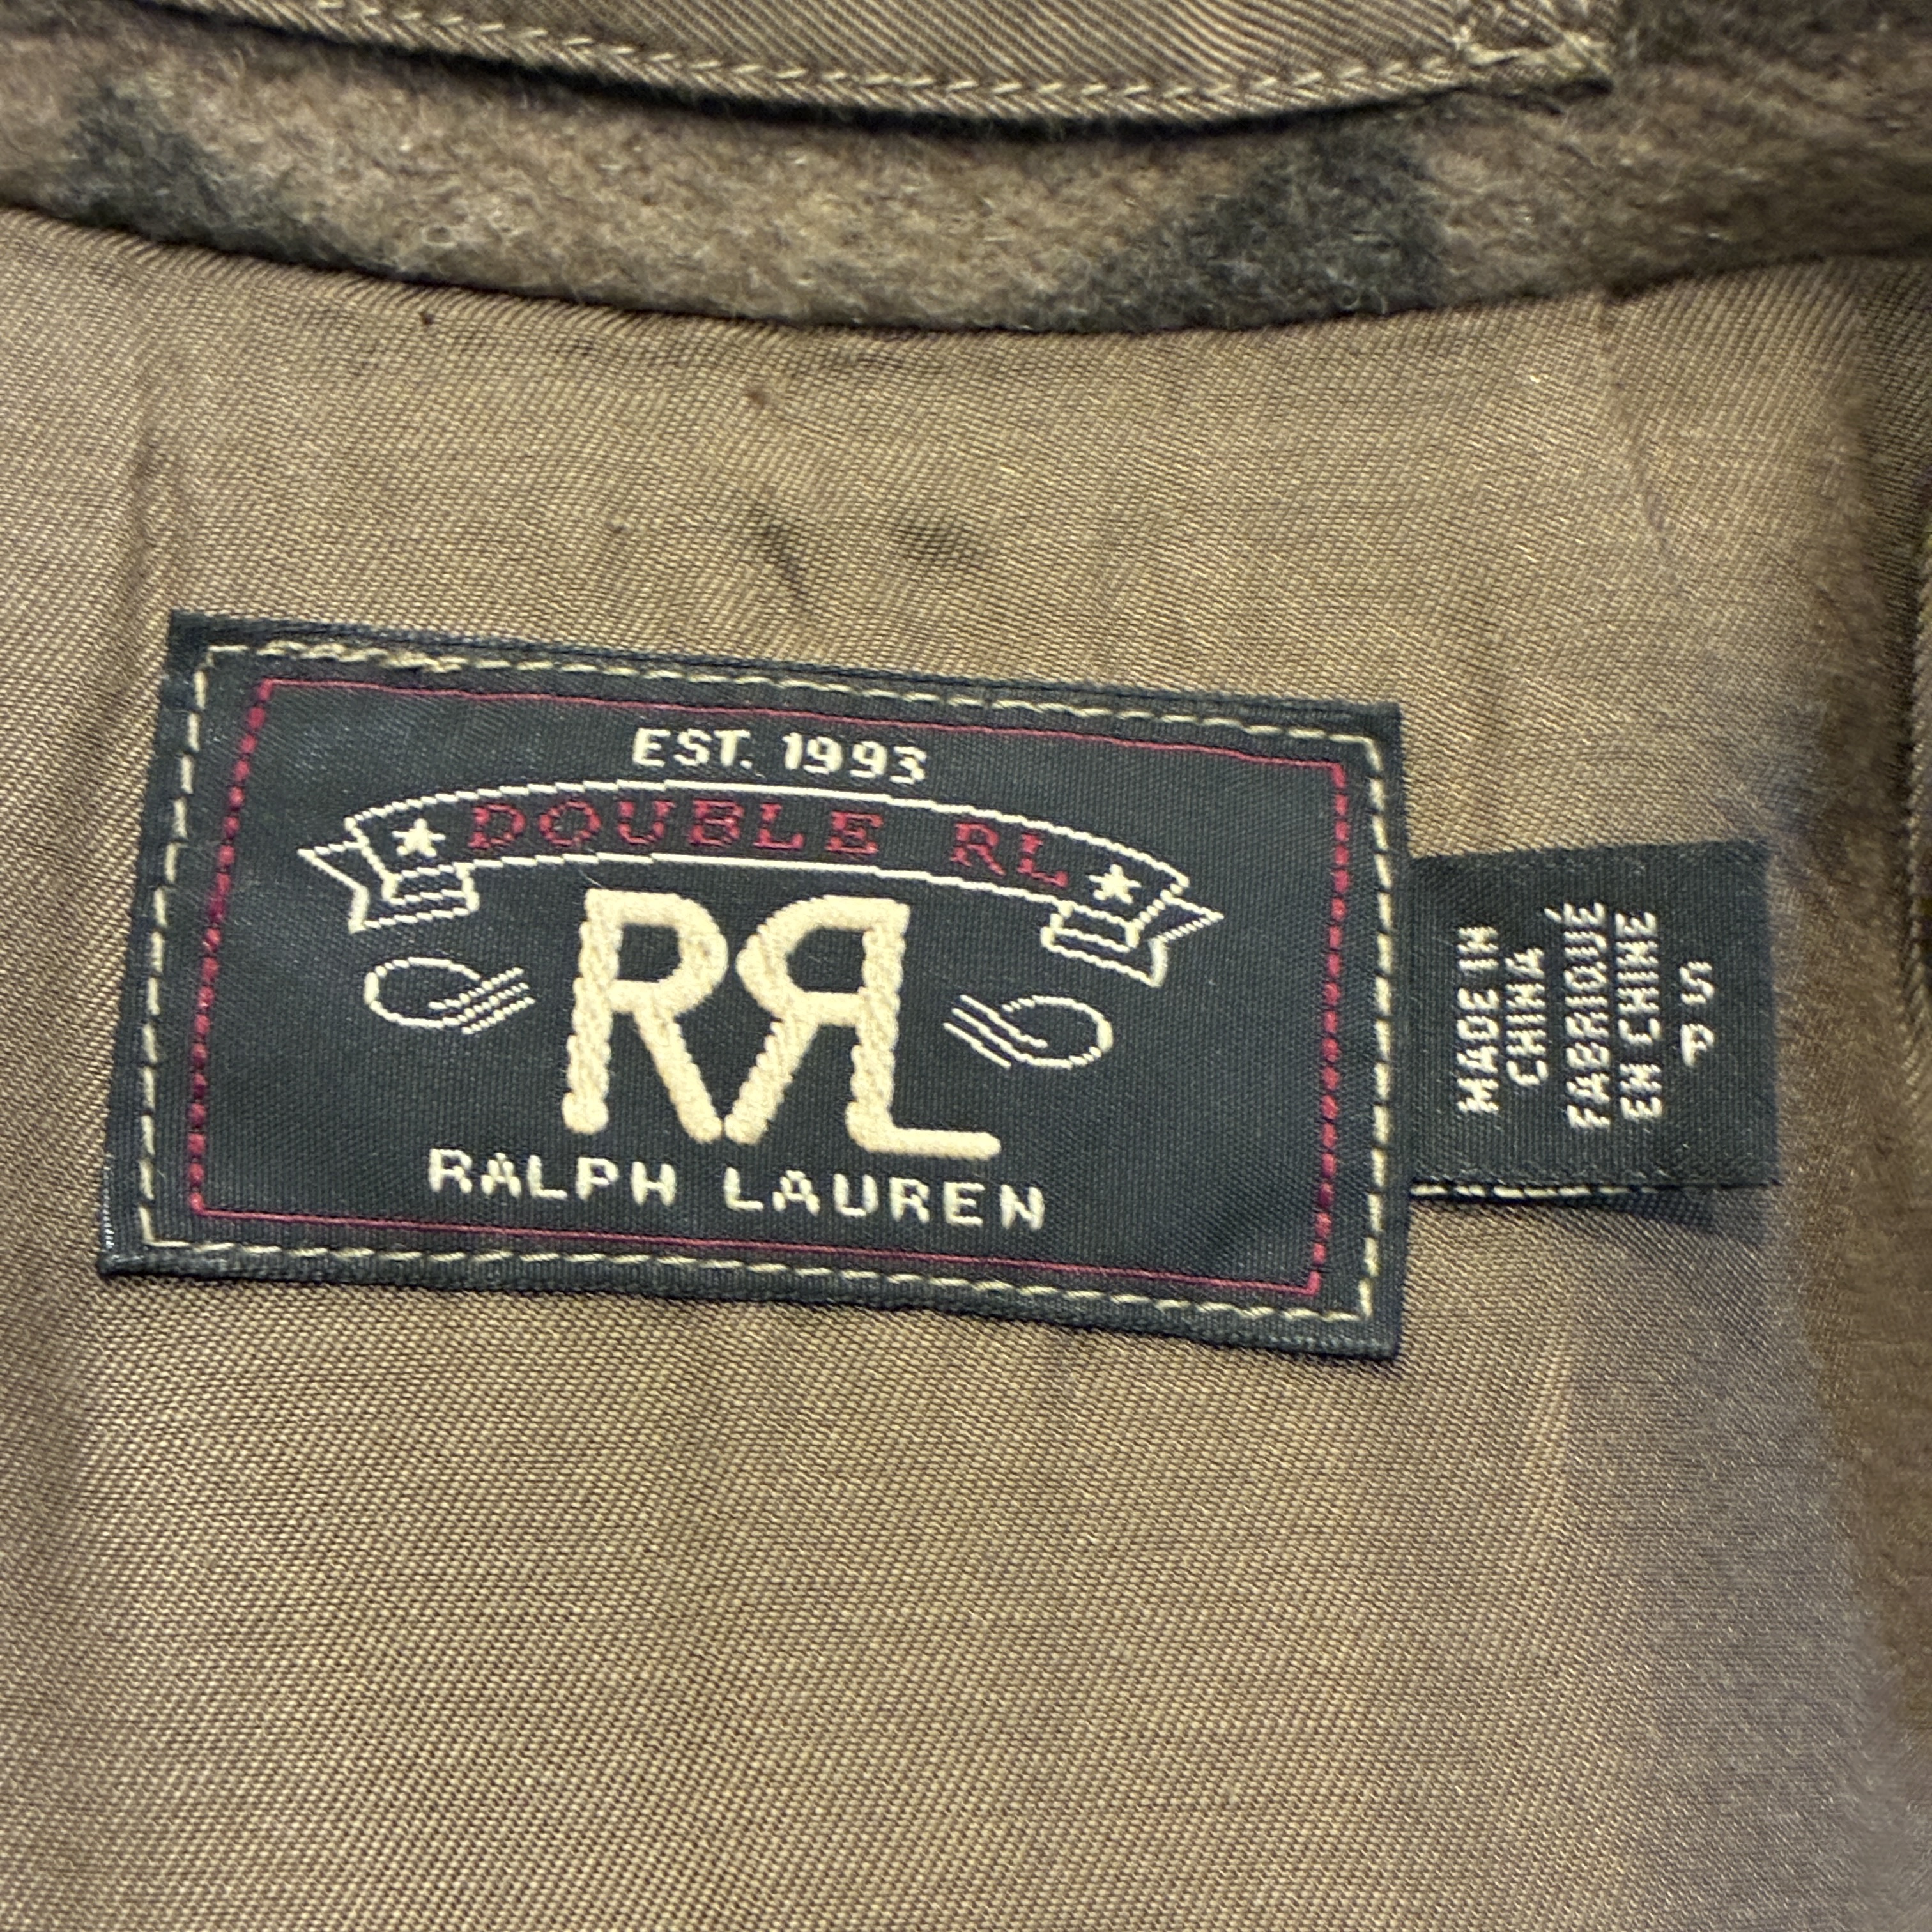 EST. 1993
DOUBLE RL
RRL
RALPH LAUREN
MADE IN
CHINA
FABRIQUÉ
EN CHINE
S
P